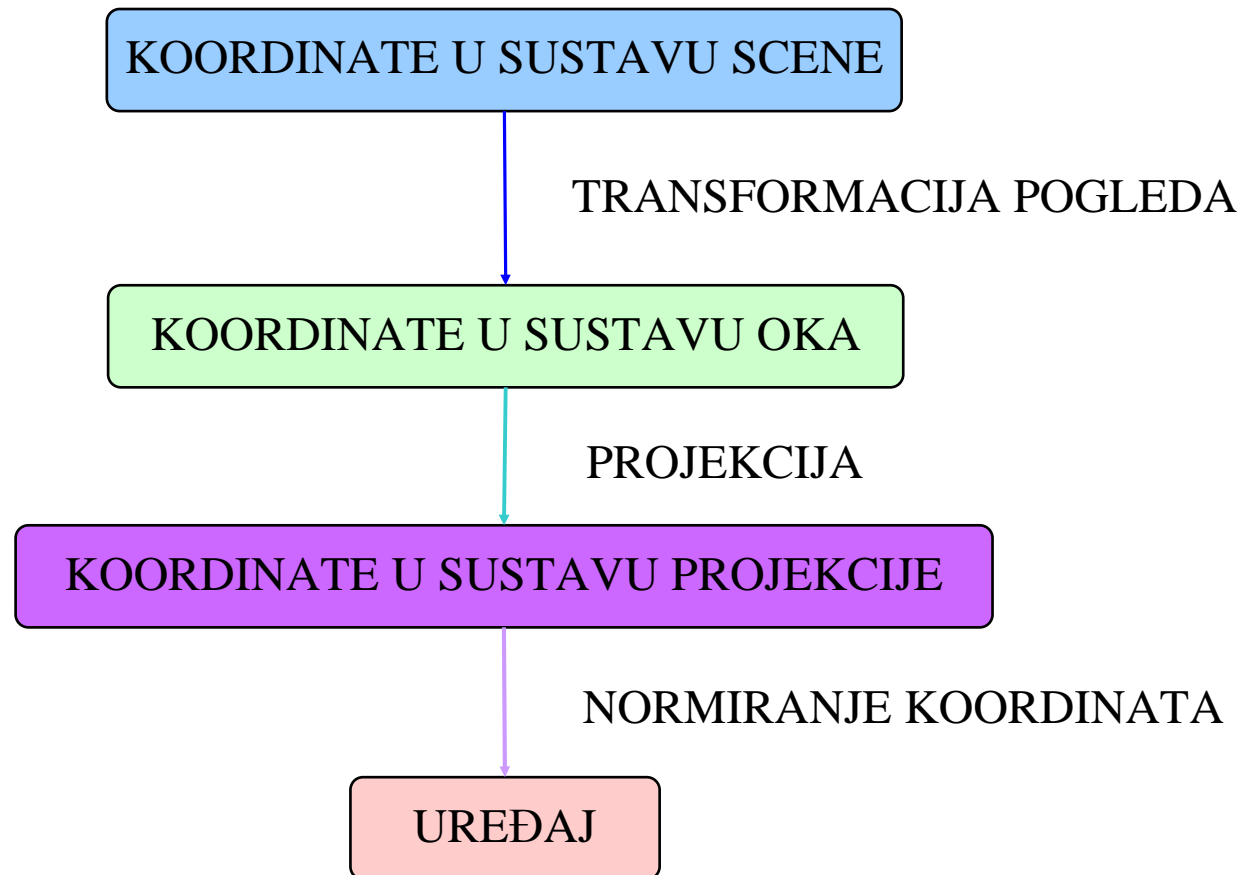 KOORDINATE U SUSTAVU SCENE
TRANSFORMACIJA POGLEDA
KOORDINATE U SUSTAVU OKA
PROJEKCIJA
KOORDINATE U SUSTAVU PROJEKCIJE
NORMIRANJE KOORDINATA
UREĐAJ